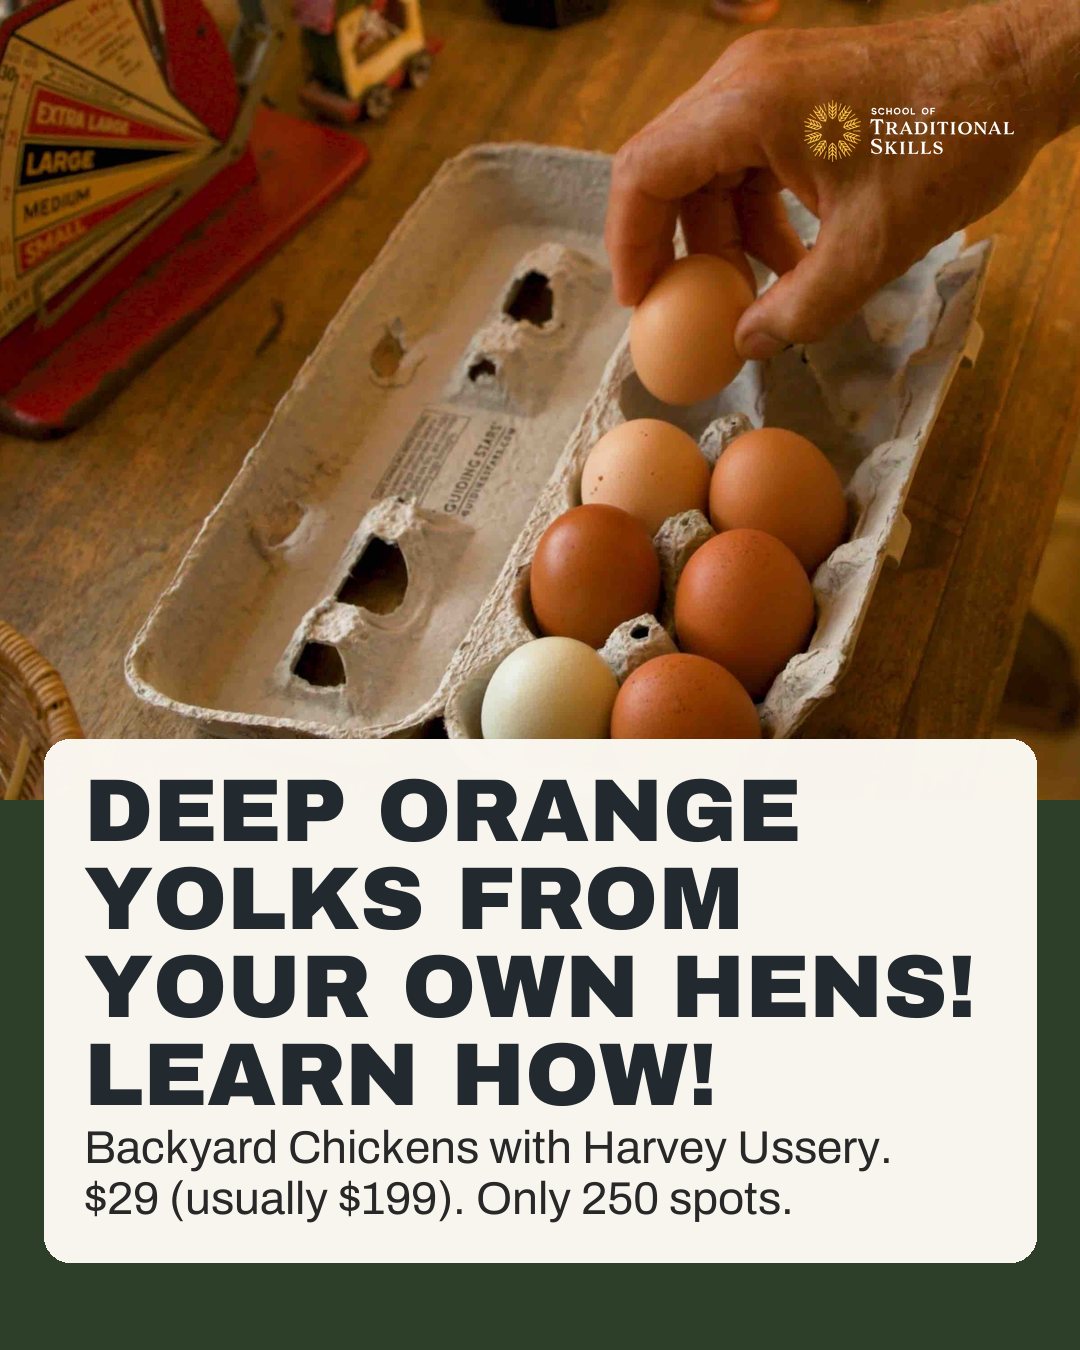 SCHOOL OF
TRADITIONAL
SKILLS
EXTRA LARGE
LARGE
MEDIUM
SMALL
GUIDING STARS
DEEP ORANGE
YOLKS FROM
YOUR OWN HENS!
LEARN HOW!
Backyard Chickens with Harvey Ussery.
$29 (usually $199). Only 250 spots.